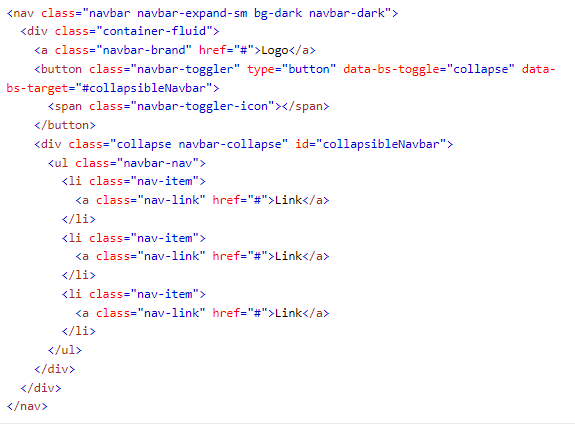 <nav class="navbar navbar-expand-sm bg-dark navbar-dark">
  <div class="container-fluid">
    <a class="navbar-brand" href="#">Logo</a>
    <button class="navbar-toggler" type="button" data-bs-toggle="collapse" data-
bs-target="#collapsibleNavbar">
      <span class="navbar-toggler-icon"></span>
    </button>
    <div class="collapse navbar-collapse" id="collapsibleNavbar">
      <ul class="navbar-nav">
        <li class="nav-item">
          <a class="nav-link" href="#">Link</a>
        </li>
        <li class="nav-item">
          <a class="nav-link" href="#">Link</a>
        </li>
        <li class="nav-item">
          <a class="nav-link" href="#">Link</a>
        </li>
      </ul>
    </div>
  </div>
</nav>